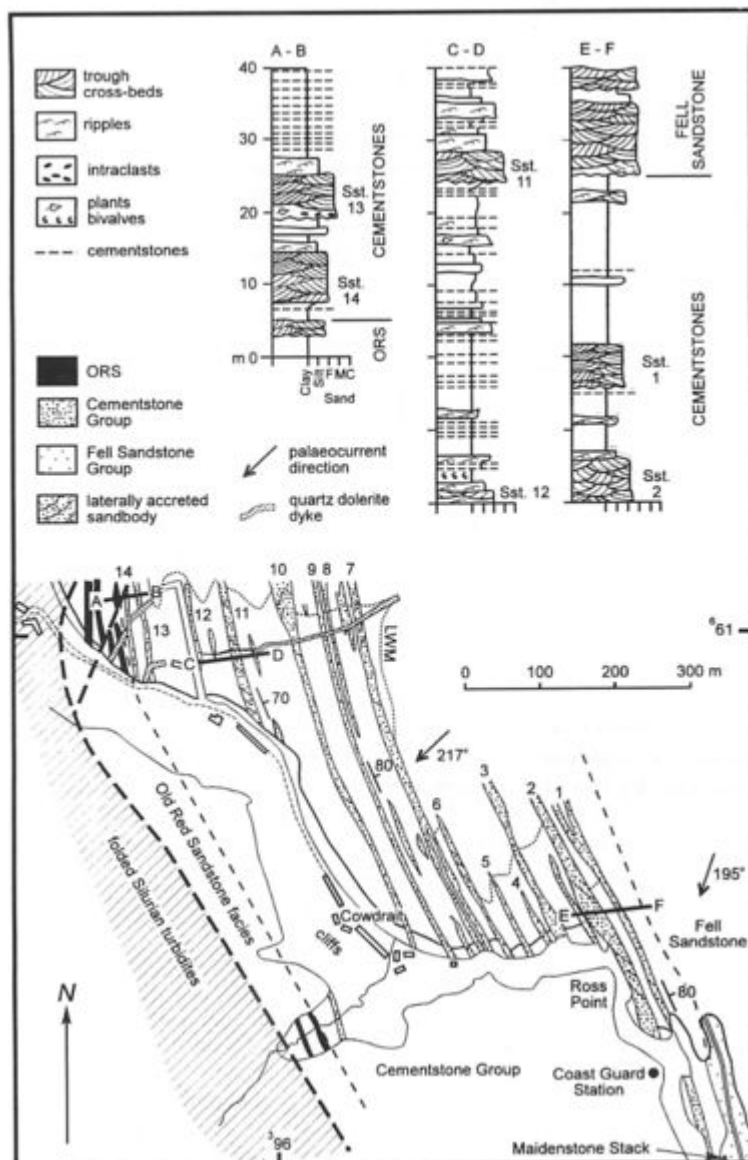 A - B
C - D
E - F
trough
cross-beds
ripples
intraclasts
plants
bivalves
cementstones
40
30
20
10
m 0
Sst.
13
Sst.
14
CEMENTSTONES
ORS
Clay
Silt
F M C
Sand
Sst.
11
Sst. 12
FELL
SANDSTONE
CEMENTSTONES
Sst.
1
Sst.
2
ORS
Cementstone
Group
Fell Sandstone
Group
laterally accreted
sandbody
palaeocurrent
direction
quartz dolerite
dyke
14
10
9
8
7
A
B
13
12
11
C
D
70
LWM
⁶61
0 100 200 300 m
217°
80
3
2
1
6
5
4
195°
E
F
Fell
Sandstone
Old Red Sandstone facies
folded Silurian turbidites
Cowdrait
cliffs
Ross
Point
80
N
Cementstone Group
Coast Guard
Station
Maidenstone Stack
³96